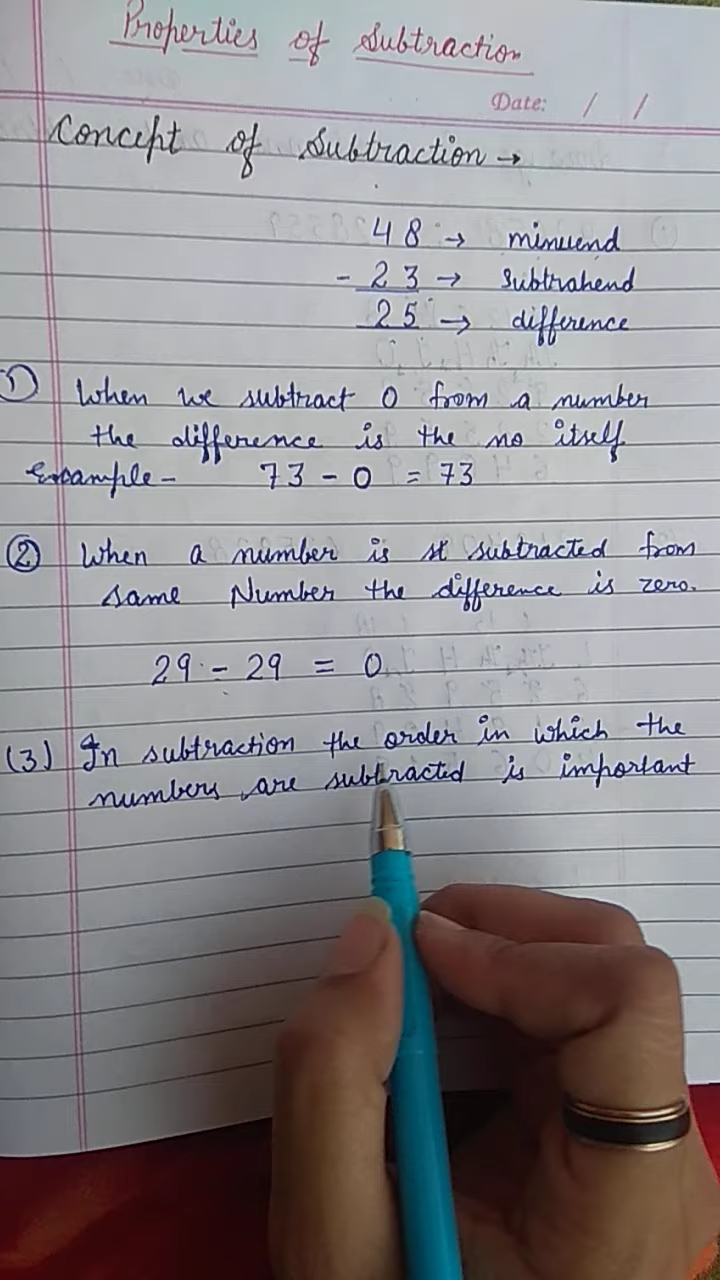 Properties of Subtraction
Date: / /
Concept of Subtraction →
48 → minuend
- 23 → subtrahend
25 → difference
1) When we subtract 0 from a number
the difference is the no itself
Example - 73 - 0 = 73
2 When a number is st subtracted from
same Number the difference is zero.
29 - 29 = 0
(3) In subtraction the order in which the
numbers are subtracted is important